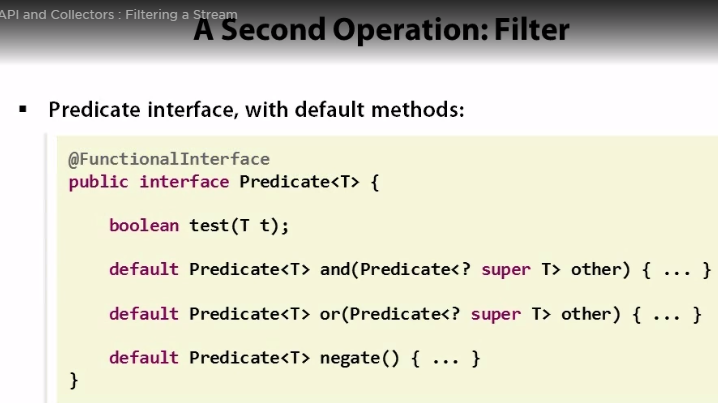 API and Collectors : Filtering a Stream
A Second Operation: Filter
▪ Predicate interface, with default methods:
@FunctionalInterface
public interface Predicate<T> {
boolean test(T t);
default Predicate<T> and(Predicate<? super T> other) { ... }
default Predicate<T> or(Predicate<? super T> other) { ... }
default Predicate<T> negate() { ... }
}